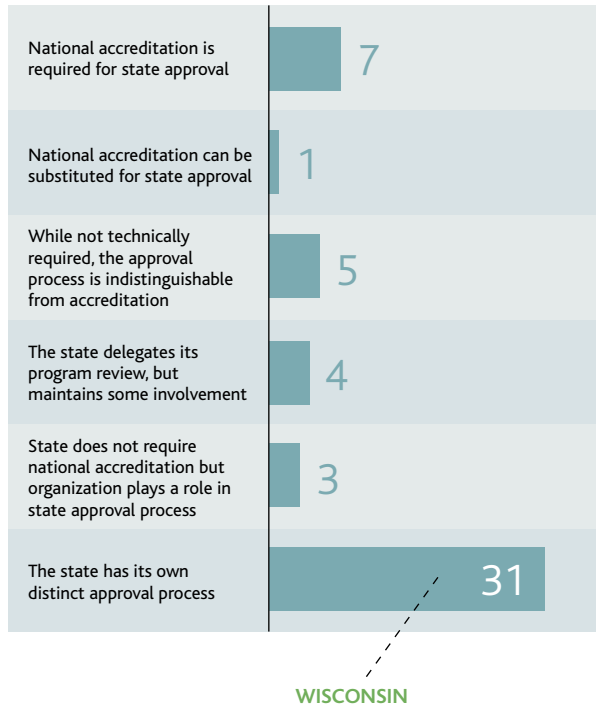 National accreditation is
required for state approval
7
National accreditation can be
substituted for state approval
1
While not technically
required, the approval
process is indistinguishable
from accreditation
5
The state delegates its
program review, but
maintains some involvement
4
State does not require
national accreditation but
organization plays a role in
state approval process
3
The state has its own
distinct approval process
31
WISCONSIN